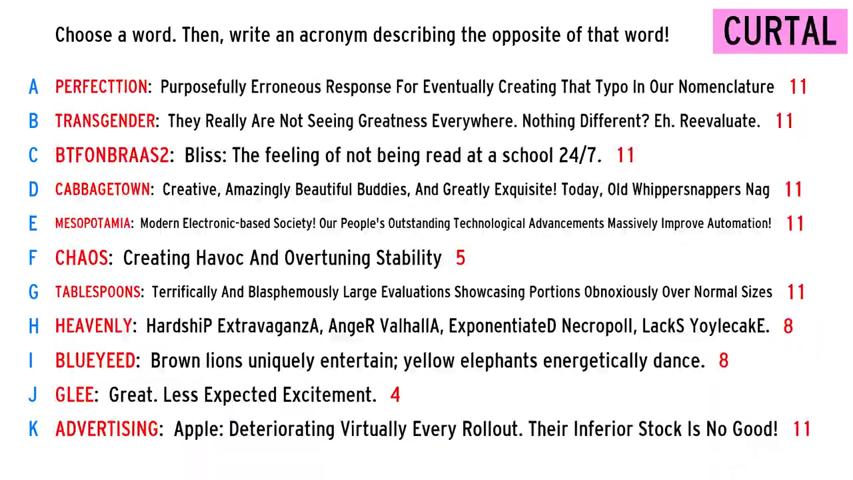 Choose a word. Then, write an acronym describing the opposite of that word!
CURTAL
A PERFECTTION: Purposefully Erroneous Response For Eventually Creating That Typo In Our Nomenclature 11
B TRANSGENDER: They Really Are Not Seeing Greatness Everywhere. Nothing Different? Eh. Reevaluate. 11
C BTFONBRAAS2: Bliss: The feeling of not being read at a school 24/7. 11
D CABBAGETOWN: Creative, Amazingly Beautiful Buddies, And Greatly Exquisite! Today, Old Whippersnappers Nag 11
E MESOPOTAMIA: Modern Electronic-based Society! Our People's Outstanding Technological Advancements Massively Improve Automation! 11
F CHAOS: Creating Havoc And Overtuning Stability 5
G TABLESPOONS: Terrifically And Blasphemously Large Evaluations Showcasing Portions Obnoxiously Over Normal Sizes 11
H HEAVENLY: HardshiP ExtravaganzA, AngeR ValhallA, ExponentiateD NecropolI, LackS YoylecakE. 8
I BLUEYEED: Brown lions uniquely entertain; yellow elephants energetically dance. 8
J GLEE: Great. Less Expected Excitement. 4
K ADVERTISING: Apple: Deteriorating Virtually Every Rollout. Their Inferior Stock Is No Good! 11